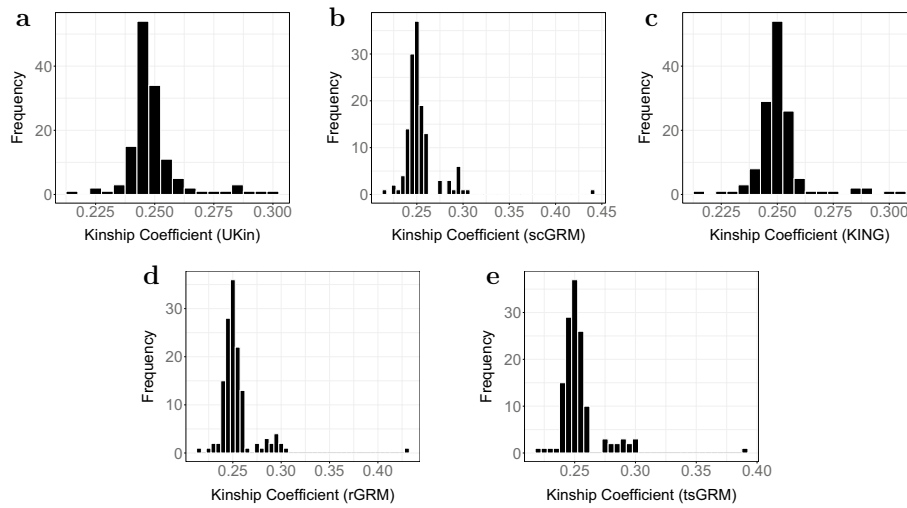 a
Frequency
40
20
0
0.225 0.250 0.275 0.300
Kinship Coefficient (UKin)
b
Frequency
30
20
10
0
0.25 0.30 0.35 0.40 0.45
Kinship Coefficient (scGRM)
c
Frequency
40
20
0
0.225 0.250 0.275 0.300
Kinship Coefficient (KING)
d
Frequency
30
20
10
0
0.25 0.30 0.35 0.40
Kinship Coefficient (rGRM)
e
Frequency
30
20
10
0
0.25 0.30 0.35 0.40
Kinship Coefficient (tsGRM)